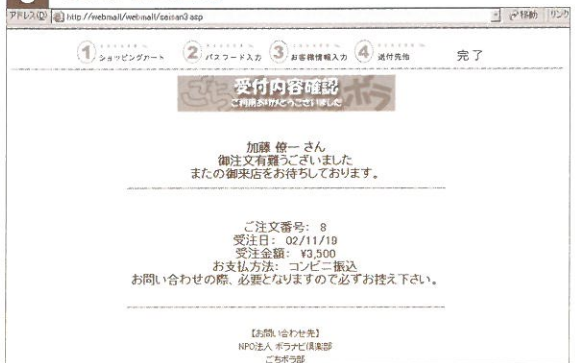 アドレス(D) http://webmall/webmall/seinan3.asp 移動 リンク
1 ショッピングカート 2 パスワード入力 3 お客様情報入力 4 送付先他 完了
受付内容確認
ご利用ありがとうございました
加藤 僚一 さん
御注文有難うございました
またの御来店をお待ちしております。
ご注文番号: 8
受注日: 02/11/19
受注金額: ¥3,500
お支払方法: コンビニ振込
お問い合わせの際、必要となりますので必ずお控え下さい。
【お問い合わせ先】
NPO法人 ボラナビ倶楽部
ごちボラ部